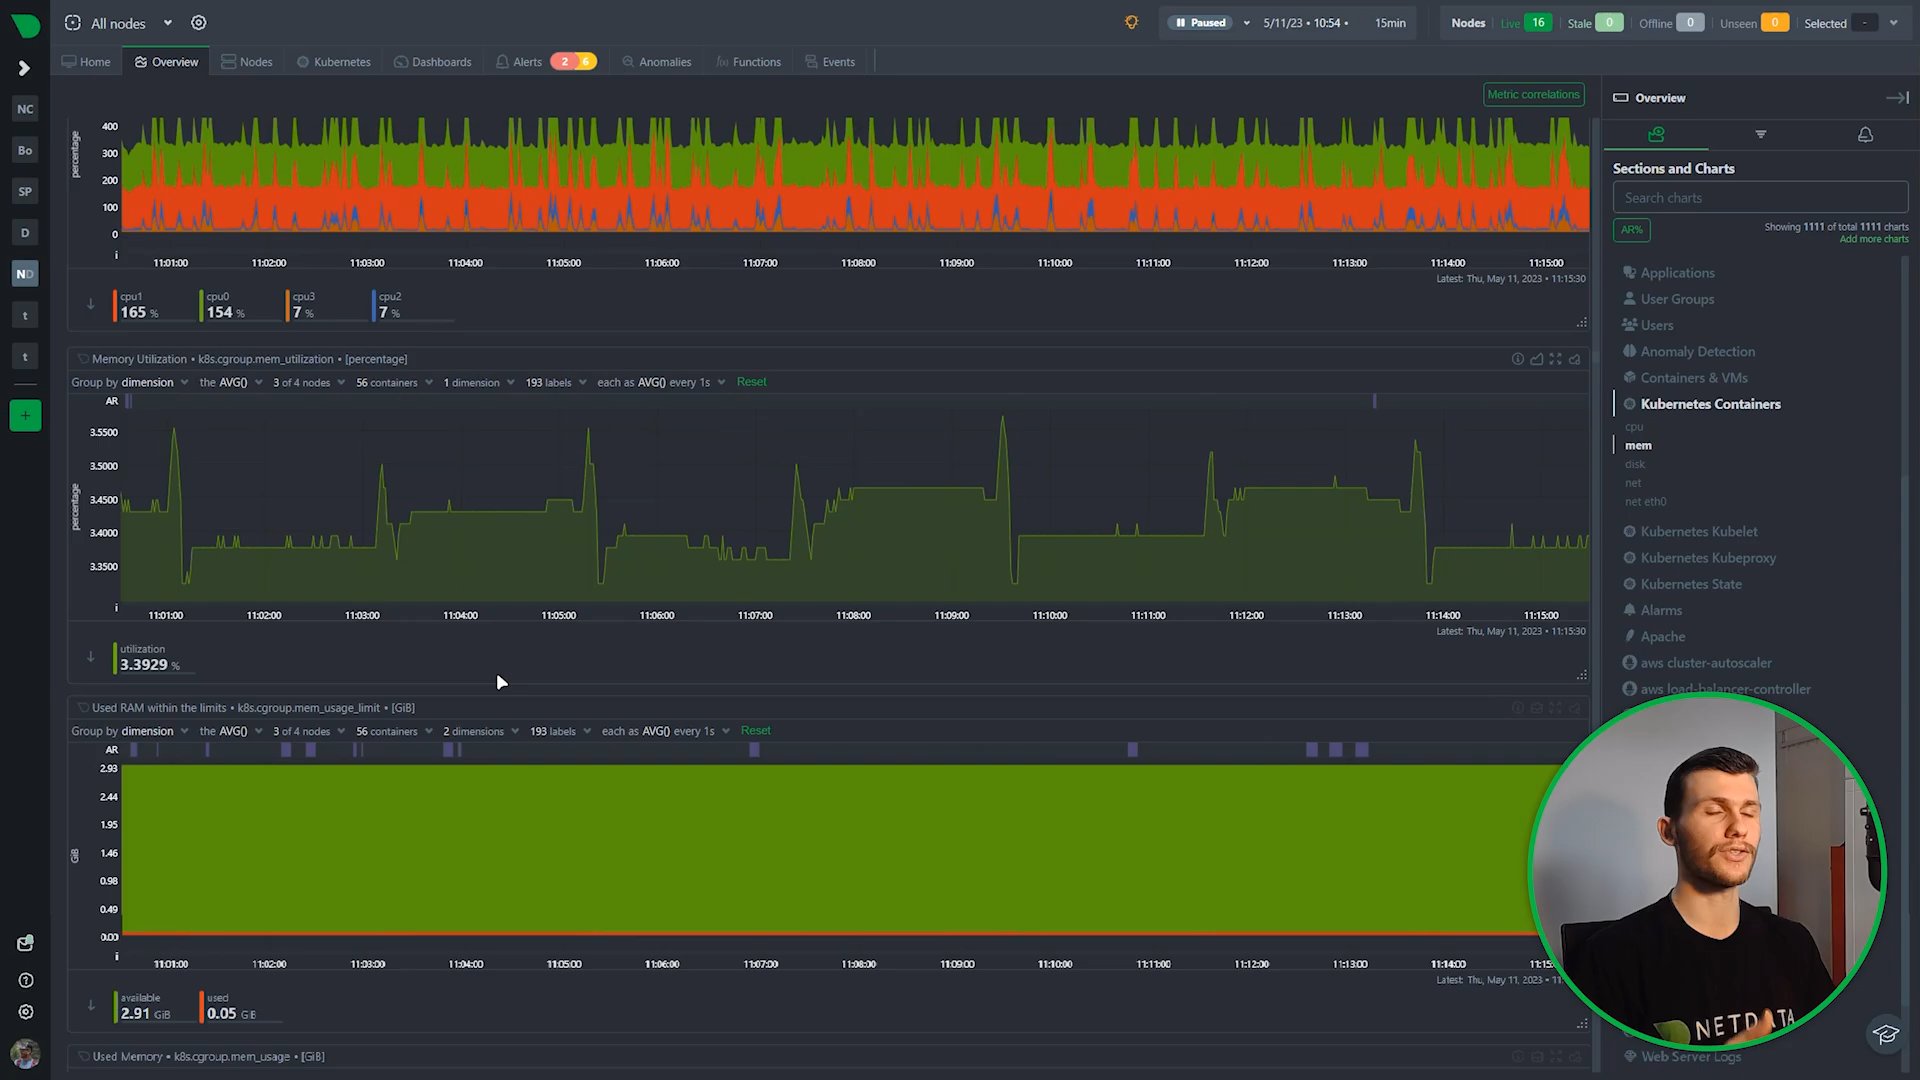 All nodes
Paused
5/11/23 • 10:54 •
15min
Nodes
Live 16
Stale 0
Offline 0
Unseen 0
Selected -
Home
Overview
Nodes
Kubernetes
Dashboards
Alerts 2 6
Anomalies
Functions
Events
NC
Bo
SP
D
ND
t
t
+
Metric correlations
percentage
400
300
200
100
0
11:01:00 11:02:00 11:03:00 11:04:00 11:05:00 11:06:00 11:07:00 11:08:00 11:09:00 11:10:00 11:11:00 11:12:00 11:13:00 11:14:00 11:15:00
Latest: Thu, May 11, 2023 • 11:15:30
cpu1 cpu0 cpu3 cpu2
165 % 154 % 7 % 7 %
Memory Utilization • k8s.cgroup.mem_utilization • [percentage]
Group by dimension the AVG() 3 of 4 nodes 56 containers 1 dimension 193 labels each as AVG() every 1s Reset
AR
percentage
3.5500
3.5000
3.4500
3.4000
3.3500
11:01:00 11:02:00 11:03:00 11:04:00 11:05:00 11:06:00 11:07:00 11:08:00 11:09:00 11:10:00 11:11:00 11:12:00 11:13:00 11:14:00 11:15:00
Latest: Thu, May 11, 2023 • 11:15:30
utilization
3.3929 %
Used RAM within the limits • k8s.cgroup.mem_usage_limit • [GiB]
Group by dimension the AVG() 3 of 4 nodes 56 containers 2 dimensions 193 labels each as AVG() every 1s Reset
AR
GiB
2.93
2.44
1.95
1.46
0.98
0.49
0.00
11:01:00 11:02:00 11:03:00 11:04:00 11:05:00 11:06:00 11:07:00 11:08:00 11:09:00 11:10:00 11:11:00 11:12:00 11:13:00 11:14:00
Latest: Thu, May 11, 2023 • 11:
available used
2.91 GiB 0.05 GiB
Used Memory • k8s.cgroup.mem_usage • [GiB]
Overview
Sections and Charts
Search charts
AR%
Showing 1111 of total 1111 charts
Add more charts
Applications
User Groups
Users
Anomaly Detection
Containers & VMs
Kubernetes Containers
cpu
mem
disk
net
net eth0
Kubernetes Kubelet
Kubernetes Kubeproxy
Kubernetes State
Alarms
Apache
aws cluster-autoscaler
aws load-balancer-controller
NETDATA
Web Server Logs